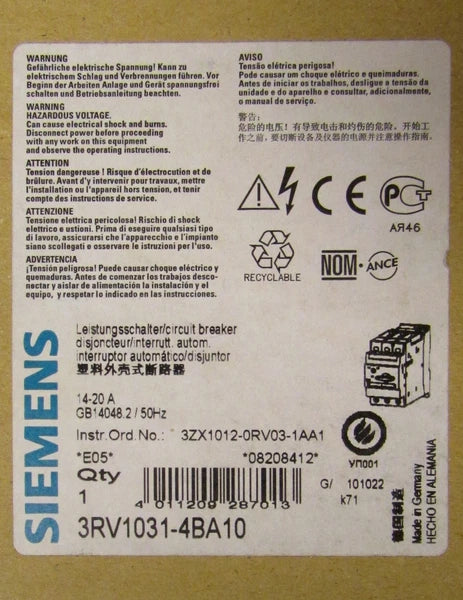 WARNUNG
Gefährliche elektrische Spannung! Kann zu
elektrischem Schlag und Verbrennungen führen. Vor
Beginn der Arbeiten Anlage und Gerät spannungsfrei
schalten und Betriebsanleitung beachten.
WARNING
HAZARDOUS VOLTAGE.
Can cause electrical shock and burns.
Disconnect power before proceeding
with any work on this equipment
and observe the operating instructions.
ATTENTION
Tension dangereuse ! Risque d'électrocution et de
brûlure. Avant d'y intervenir pour travaux, mettre
l'installation ou l'appareil hors tension, et tenir
compte des instructions de service.
ATTENZIONE
Tensione elettrica pericolosa! Rischio di shock
elettrico e ustioni. Prima di eseguire qualsiasi tipo
di lavoro, assicurarsi che l'apparecchio e l'impianto
siano scollegati e osservare le istruzioni per l'uso.
ADVERTENCIA
¡Tensión peligrosa! Puede causar choque eléctrico y
quemaduras. Antes de comenzar los trabajos desco-
nectar y aislar de alimentación la instalación y el
equipo, y respetar lo indicado en las instrucciones.
AVISO
Tensão elétrica perigosa!
Pode causar um choque elétrico e queimaduras.
Antes de iniciar os trabalhos, desligue a tensão da
unidade e do aparelho e consultar, adicionalmente,
o manual de serviço.
警告:
危险的电压!有导致电击和灼伤的危险。开始工
作之前,要切断设备及仪器的电源并注意操作指南。
CE
РСТ
АЯ46
RECYCLABLE
NOM-ANCE
SIEMENS
Leistungsschalter/circuit breaker
disjoncteur/interrutt. autom.
interruptor automático/disjuntor
塑料外壳式断路器
14-20 A
GB14048.2 / 50Hz
Instr.Ord.No.: 3ZX1012-0RV03-1AA1
*E05* *08208412*
Qty
1
4 011209 287013
3RV1031-4BA10
УП001
G/ 101022
k71
德国制造
Made in Germany
HECHO EN ALEMANIA